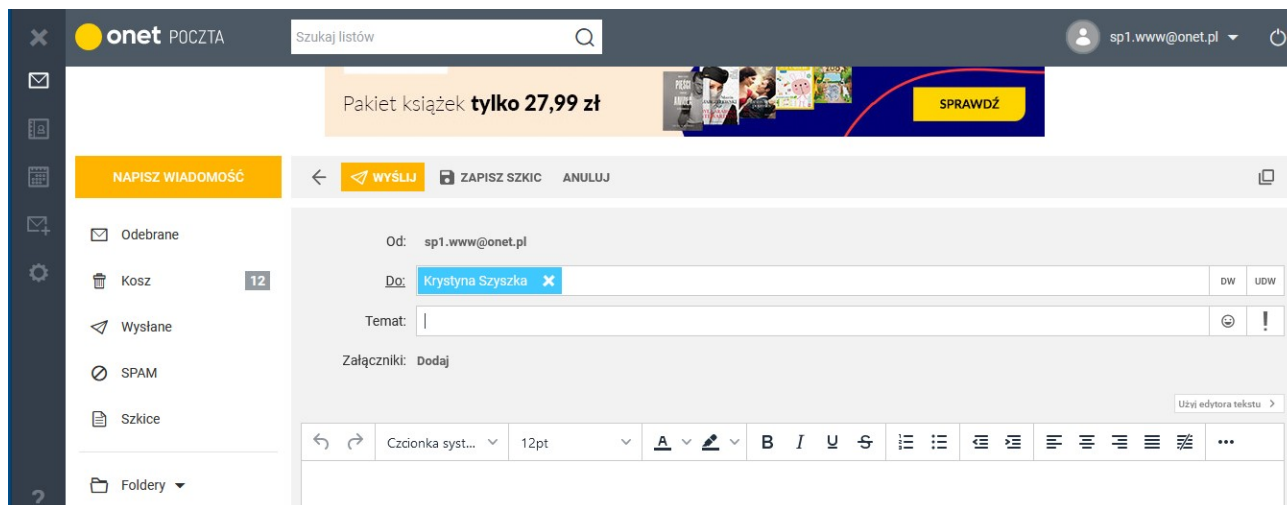 onet POCZTA
Szukaj listów
sp1.www@onet.pl
Pakiet książek tylko 27,99 zł
SPRAWDŹ
NAPISZ WIADOMOŚĆ
WYŚLIJ
ZAPISZ SZKIC
ANULUJ
Odebrane
Kosz 12
Wysłane
SPAM
Szkice
Foldery
Od: sp1.www@onet.pl
Do: Krystyna Szyszka
DW UDW
Temat:
Załączniki: Dodaj
Użyj edytora tekstu
Czcionka syst... 12pt A B I U S